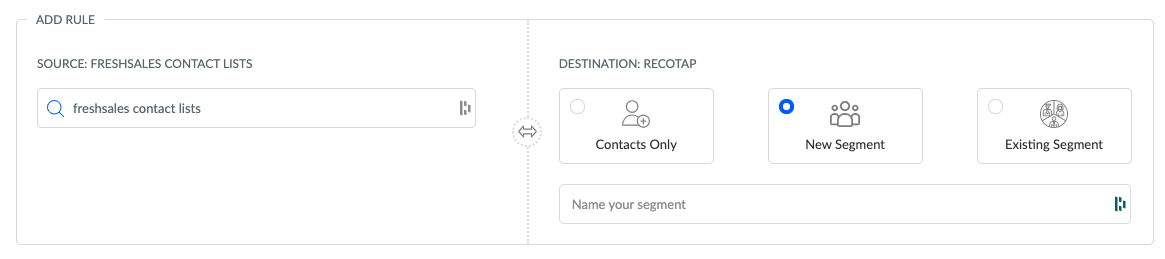 ADD RULE
SOURCE: FRESHSALES CONTACT LISTS
freshsales contact lists
DESTINATION: RECOTAP
Contacts Only
New Segment
Existing Segment
Name your segment